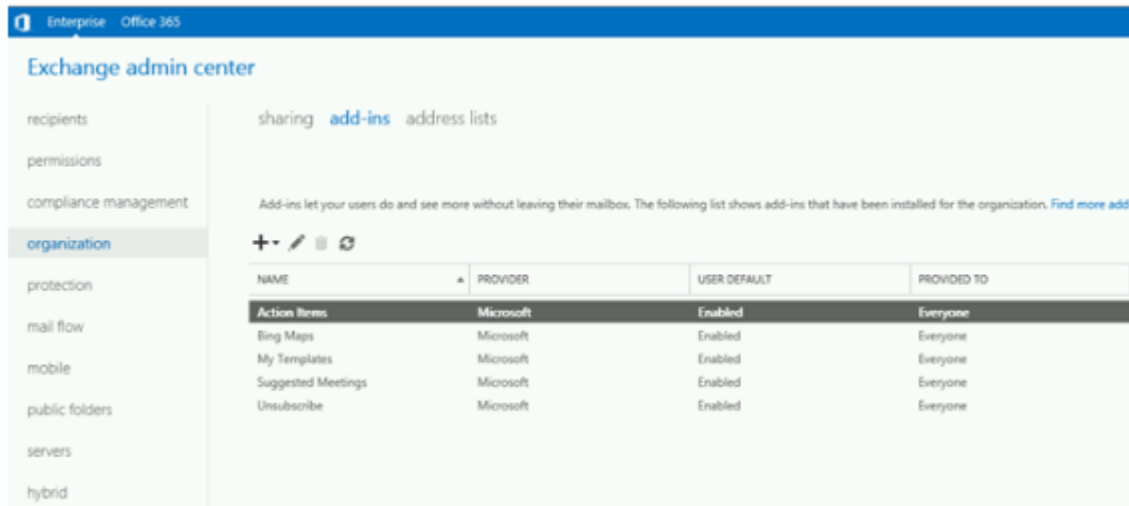 Enterprise Office 365
Exchange admin center
recipients
permissions
compliance management
organization
protection
mail flow
mobile
public folders
servers
hybrid
sharing add-ins address lists
Add-ins let your users do and see more without leaving their mailbox. The following list shows add-ins that have been installed for the organization. Find more add
NAME PROVIDER USER DEFAULT PROVIDED TO
Action Items Microsoft Enabled Everyone
Bing Maps Microsoft Enabled Everyone
My Templates Microsoft Enabled Everyone
Suggested Meetings Microsoft Enabled Everyone
Unsubscribe Microsoft Enabled Everyone